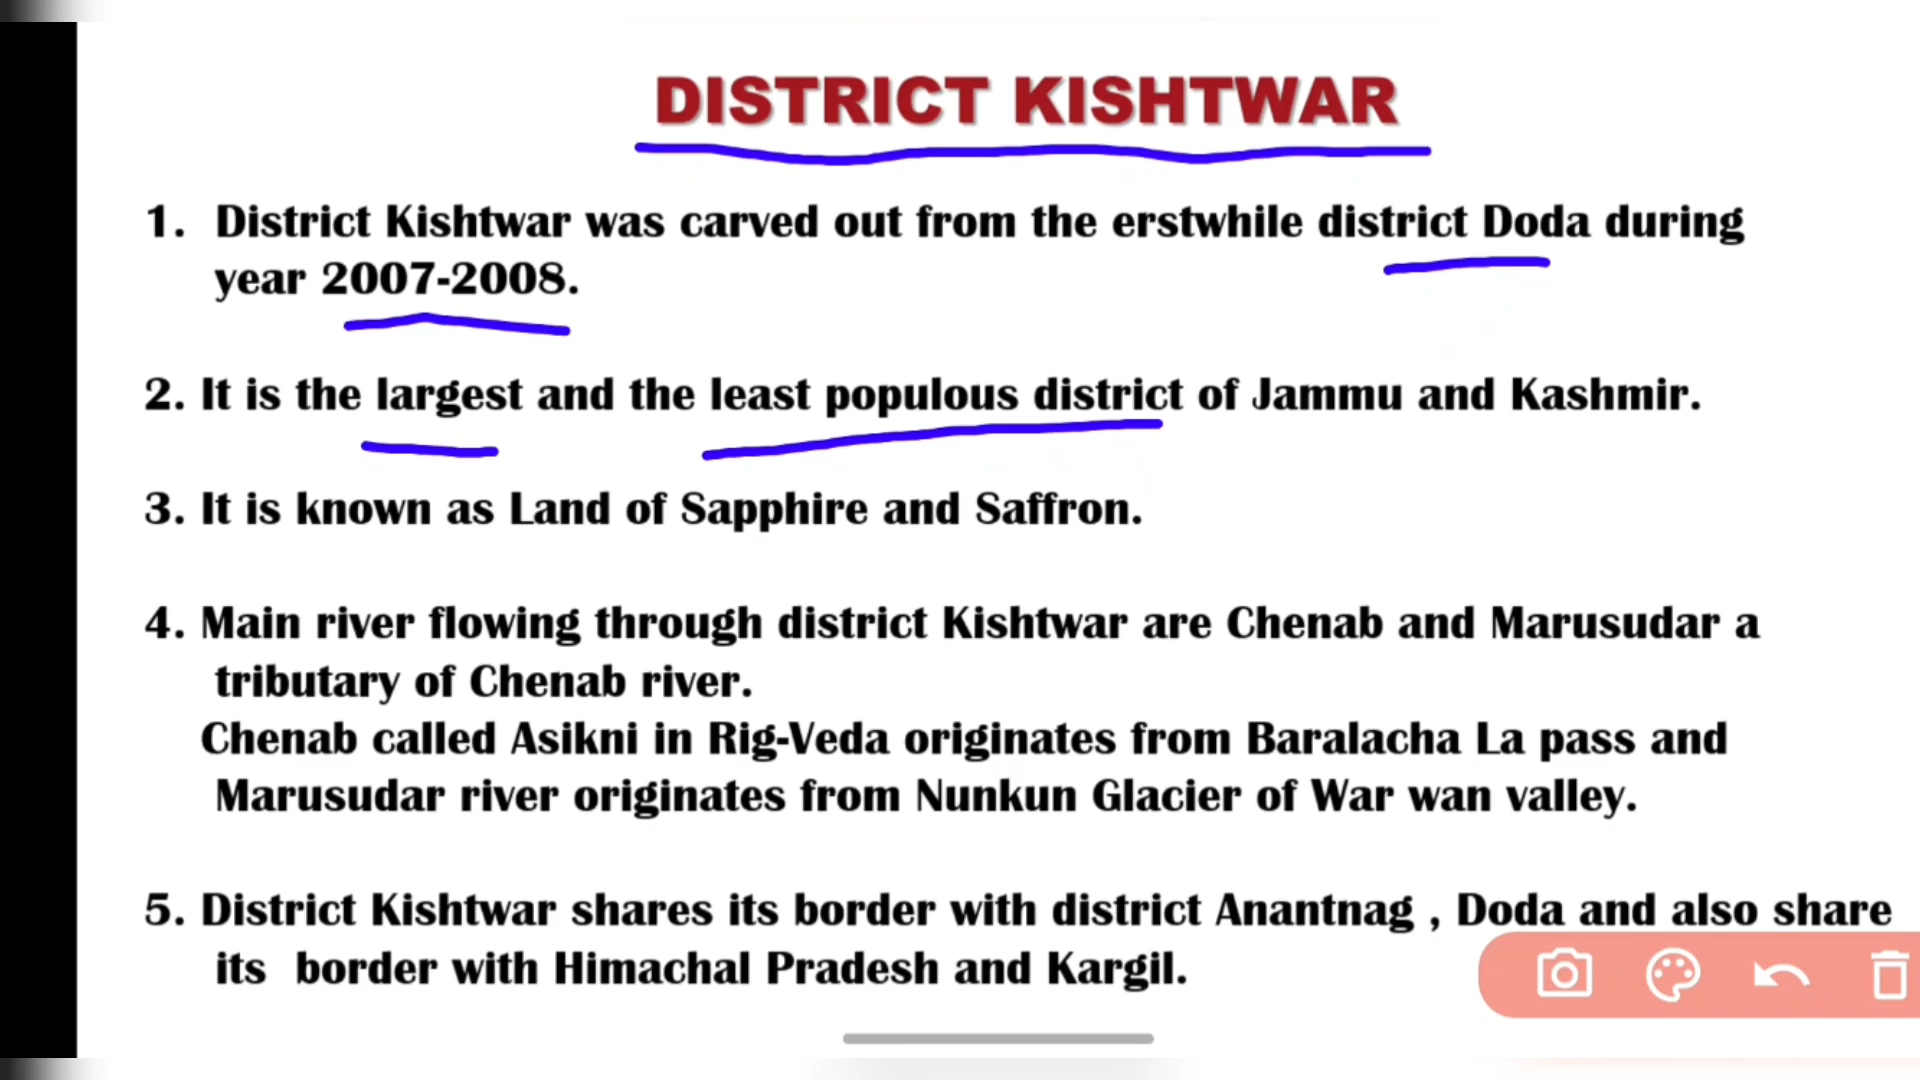 DISTRICT KISHTWAR
1. District Kishtwar was carved out from the erstwhile district Doda during
year 2007-2008.
2. It is the largest and the least populous district of Jammu and Kashmir.
3. It is known as Land of Sapphire and Saffron.
4. Main river flowing through district Kishtwar are Chenab and Marusudar a
tributary of Chenab river.
Chenab called Asikni in Rig-Veda originates from Baralacha La pass and
Marusudar river originates from Nunkun Glacier of War wan valley.
5. District Kishtwar shares its border with district Anantnag , Doda and also share
its border with Himachal Pradesh and Kargil.